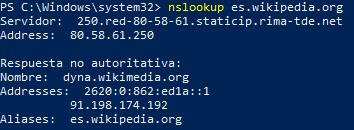 PS C:\Windows\system32> nslookup es.wikipedia.org
Servidor:  250.red-80-58-61.staticip.rima-tde.net
Address:  80.58.61.250
Respuesta no autoritativa:
Nombre:  dyna.wikimedia.org
Addresses:  2620:0:862:ed1a::1
91.198.174.192
Aliases:  es.wikipedia.org